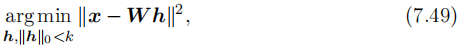 arg min ‖x − Wh‖², (7.49)
h,‖h‖₀<k